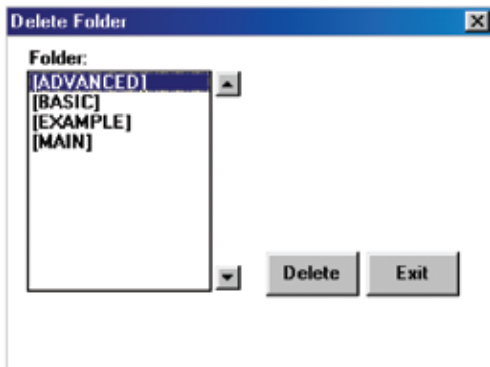 Delete Folder
Folder:
[ADVANCED]
[BASIC]
[EXAMPLE]
[MAIN]
Delete Exit